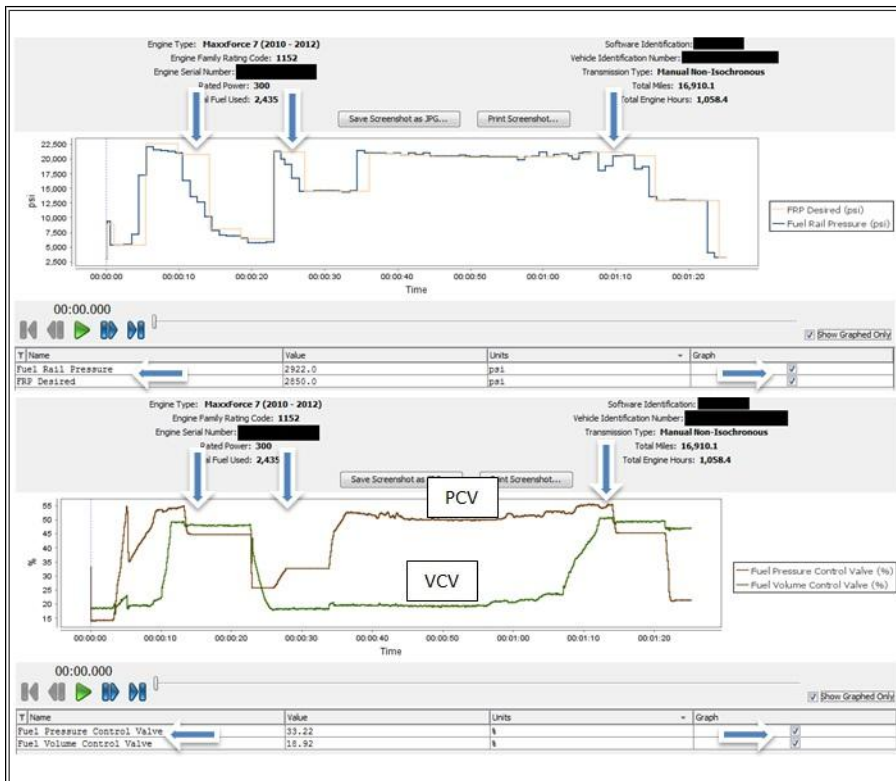 Engine Type: MaxxForce 7 (2010 - 2012)
Software Identification:
Engine Family Rating Code: 1152
Vehicle Identification Number:
Engine Serial Number:
Transmission Type: Manual Non-Isochronous
Rated Power: 300
Total Miles: 16,910.1
al Fuel Used: 2,435
Total Engine Hours: 1,058.4
Save Screenshot as JPG...
Print Screenshot...
22,500
20,000
17,500
15,000
12,500
10,000
7,500
5,000
2,500
psi
FRP Desired (psi)
Fuel Rail Pressure (psi)
00:00:00 00:00:10 00:00:20 00:00:30 00:00:40 00:00:50 00:01:00 00:01:10 00:01:20
Time
00:00.000
Show Graphed Only
T Name Value Units Graph
Fuel Rail Pressure 2922.0 psi
FRP Desired 2850.0 psi
Engine Type: MaxxForce 7 (2010 - 2012)
Software Identification:
Engine Family Rating Code: 1152
Vehicle Identification Number:
Engine Serial Number:
Transmission Type: Manual Non-Isochronous
Rated Power: 300
Total Miles: 16,910.1
al Fuel Used: 2,435
Total Engine Hours: 1,058.4
Save Screenshot as
int Screenshot...
PCV
55
50
45
40
35
30
25
20
15
%
VCV
Fuel Pressure Control Valve (%)
Fuel Volume Control Valve (%)
00:00:00 00:00:10 00:00:20 00:00:30 00:00:40 00:00:50 00:01:00 00:01:10 00:01:20
Time
00:00.000
Show Graphed Only
T Name Value Units Graph
Fuel Pressure Control Valve 33.22 %
Fuel Volume Control Valve 18.92 %